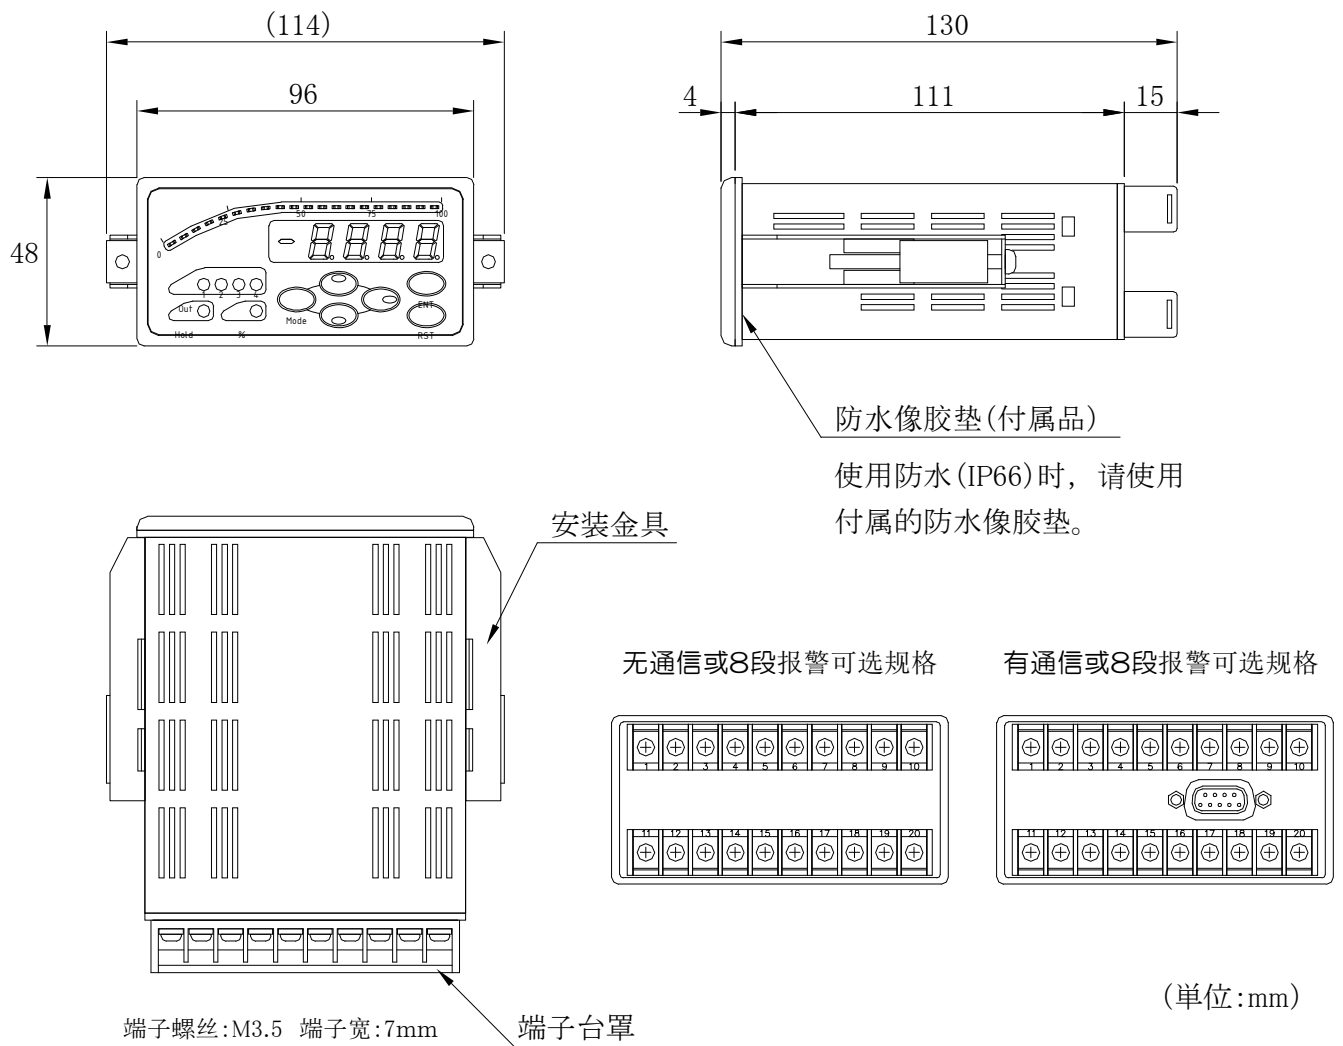 (114)
96
48
0
25
50
75
100
1 2 3 4
Out
Hold
%
Mode
ENT
RST
130
4
111
15
防水像胶垫(付属品)
使用防水(IP66)时，请使用
付属的防水像胶垫。
安装金具
无通信或8段报警可选规格
1 2 3 4 5 6 7 8 9 10
11 12 13 14 15 16 17 18 19 20
有通信或8段报警可选规格
1 2 3 4 5 6 7 8 9 10
11 12 13 14 15 16 17 18 19 20
端子螺丝:M3.5 端子宽:7mm
端子台罩
(単位:mm)